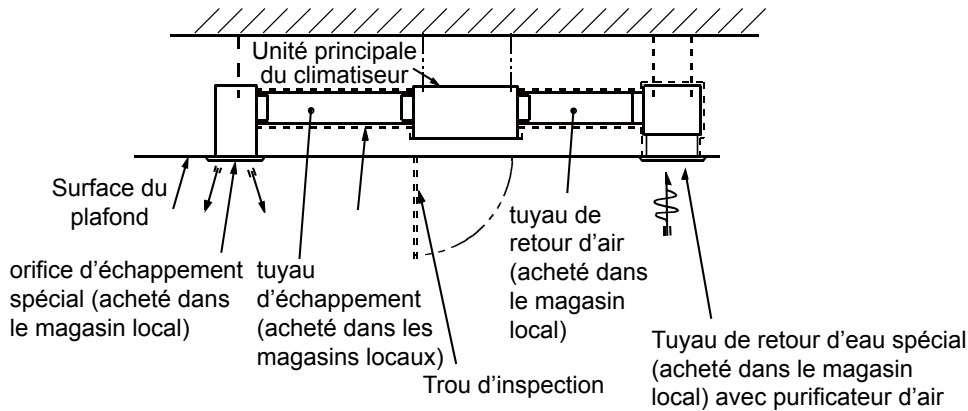 Unité principale
du climatiseur
Surface du
plafond
orifice d'échappement
spécial (acheté dans
le magasin local)
tuyau
d'échappement
(acheté dans les
magasins locaux)
Trou d'inspection
tuyau de
retour d'air
(acheté dans
le magasin
local)
Tuyau de retour d'eau spécial
(acheté dans le magasin
local) avec purificateur d'air